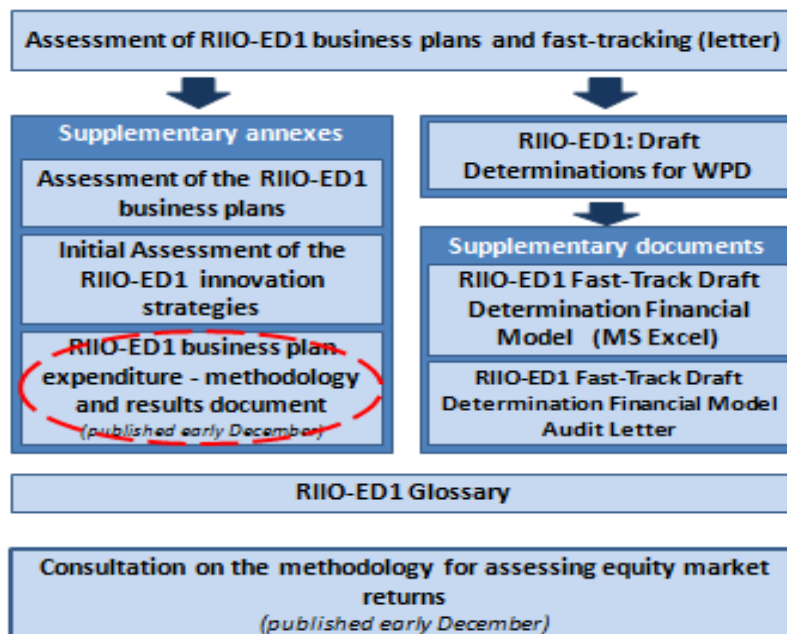 Assessment of RIIO-ED1 business plans and fast-tracking (letter)
Supplementary annexes
Assessment of the RIIO-ED1
business plans
Initial Assessment of the
RIIO-ED1 innovation
strategies
RIIO-ED1 business plan
expenditure - methodology
and results document
(published early December)
RIIO-ED1: Draft
Determinations for WPD
Supplementary documents
RIIO-ED1 Fast-Track Draft
Determination Financial
Model (MS Excel)
RIIO-ED1 Fast-Track Draft
Determination Financial Model
Audit Letter
RIIO-ED1 Glossary
Consultation on the methodology for assessing equity market
returns
(published early December)